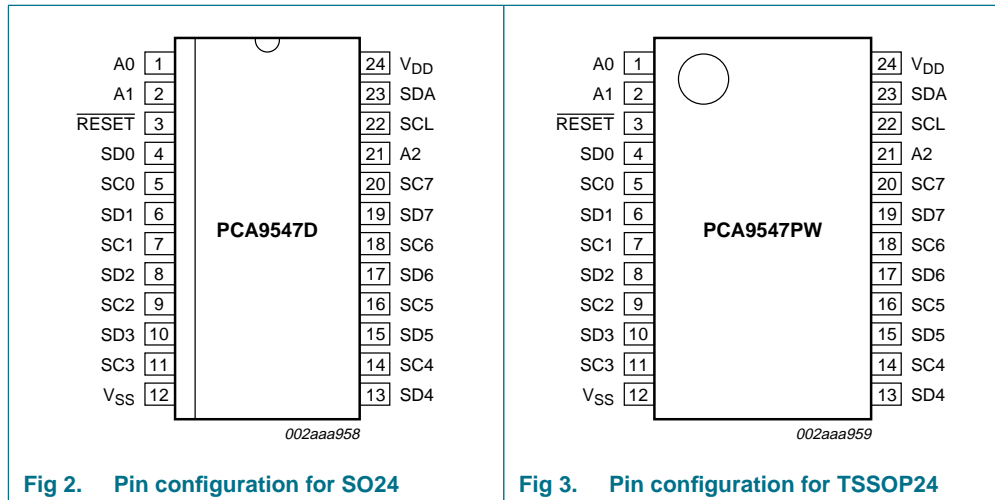 A0 1
A1 2
RESET 3
SD0 4
SC0 5
SD1 6
SC1 7
SD2 8
SC2 9
SD3 10
SC3 11
VSS 12
PCA9547D
24 VDD
23 SDA
22 SCL
21 A2
20 SC7
19 SD7
18 SC6
17 SD6
16 SC5
15 SD5
14 SC4
13 SD4
002aaa958
Fig 2. Pin configuration for SO24
A0 1
A1 2
RESET 3
SD0 4
SC0 5
SD1 6
SC1 7
SD2 8
SC2 9
SD3 10
SC3 11
VSS 12
PCA9547PW
24 VDD
23 SDA
22 SCL
21 A2
20 SC7
19 SD7
18 SC6
17 SD6
16 SC5
15 SD5
14 SC4
13 SD4
002aaa959
Fig 3. Pin configuration for TSSOP24